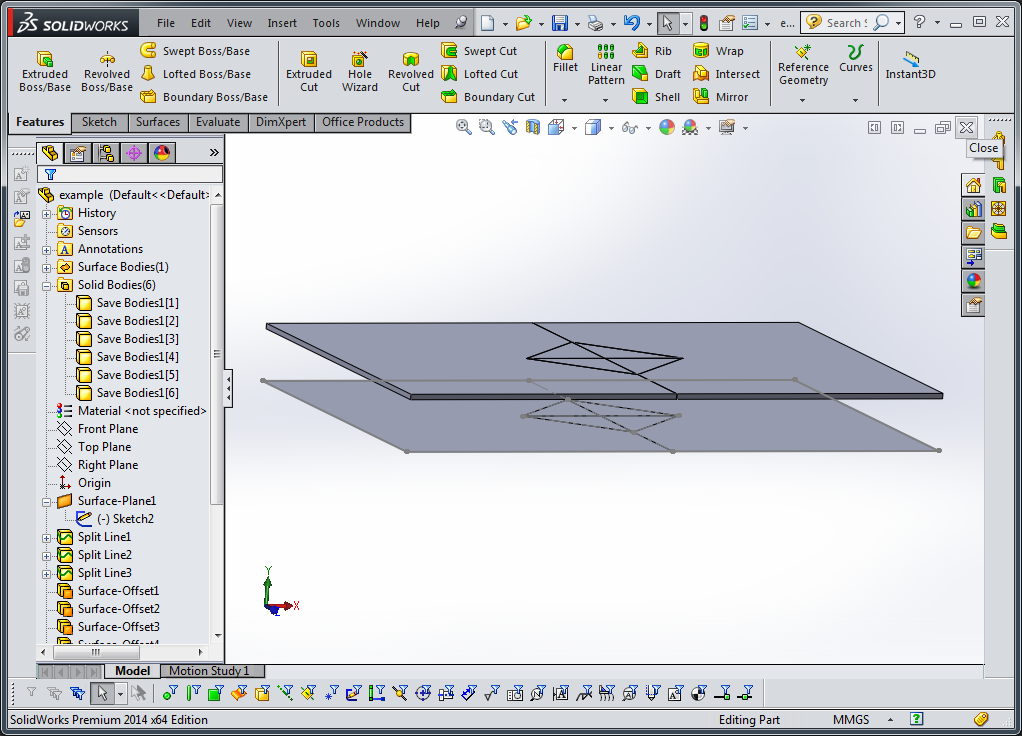 SOLIDWORKS File Edit View Insert Tools Window Help e... Search S
Extruded Boss/Base
Revolved Boss/Base
Swept Boss/Base
Lofted Boss/Base
Boundary Boss/Base
Extruded Cut
Hole Wizard
Revolved Cut
Swept Cut
Lofted Cut
Boundary Cut
Fillet
Linear Pattern
Rib
Draft
Shell
Wrap
Intersect
Mirror
Reference Geometry
Curves
Instant3D
Features Sketch Surfaces Evaluate DimXpert Office Products
Close
example (Default<<Default>
History
Sensors
Annotations
Surface Bodies(1)
Solid Bodies(6)
Save Bodies1[1]
Save Bodies1[2]
Save Bodies1[3]
Save Bodies1[4]
Save Bodies1[5]
Save Bodies1[6]
Material <not specified>
Front Plane
Top Plane
Right Plane
Origin
Surface-Plane1
(-) Sketch2
Split Line1
Split Line2
Split Line3
Surface-Offset1
Surface-Offset2
Surface-Offset3
Surface-Offset4
Y
X
Z
Model Motion Study 1
SolidWorks Premium 2014 x64 Edition Editing Part MMGS